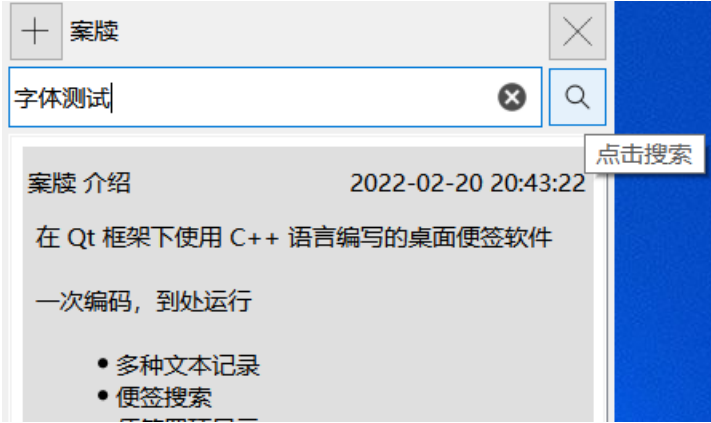 案牍
字体测试
点击搜索
案牍 介绍 2022-02-20 20:43:22
在 Qt 框架下使用 C++ 语言编写的桌面便签软件
一次编码，到处运行
• 多种文本记录
• 便签搜索